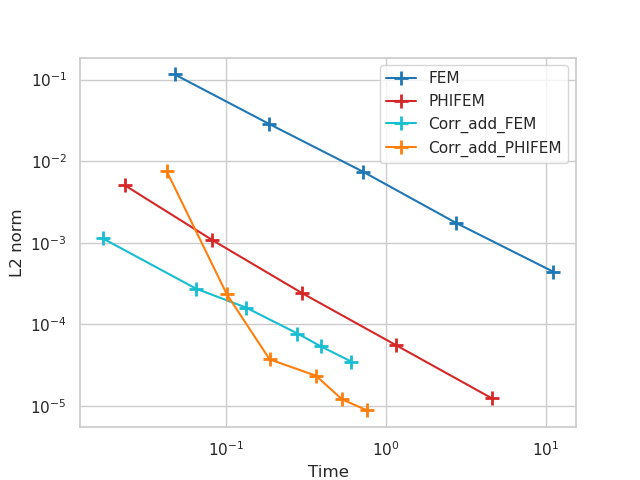 L2 norm
10⁻¹
10⁻²
10⁻³
10⁻⁴
10⁻⁵
FEM
PHIFEM
Corr_add_FEM
Corr_add_PHIFEM
10⁻¹
10⁰
10¹
Time